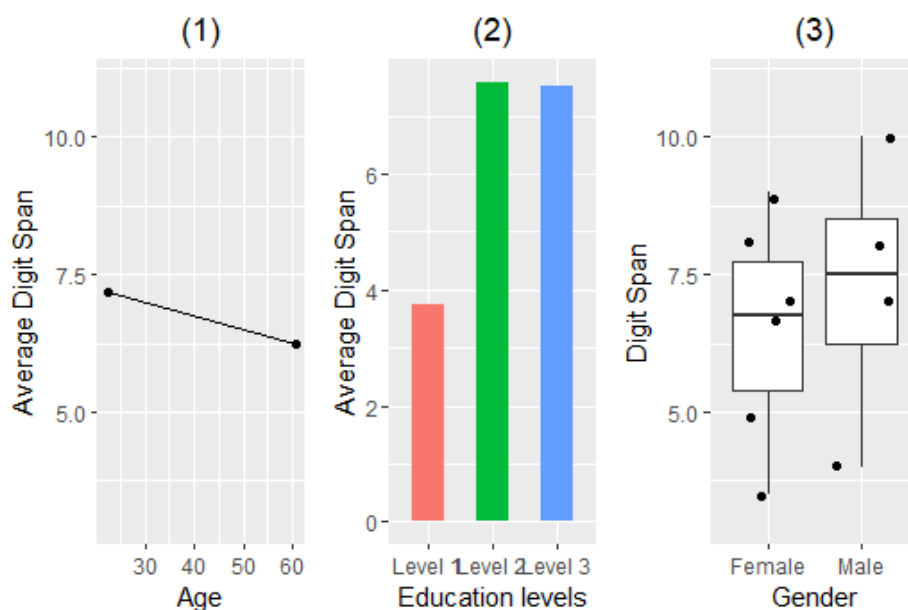 (1)
Average Digit Span
10.0
7.5
5.0
30 40 50 60
Age
(2)
Average Digit Span
6
4
2
0
Level 1 Level 2 Level 3
Education levels
(3)
Digit Span
10.0
7.5
5.0
Female Male
Gender